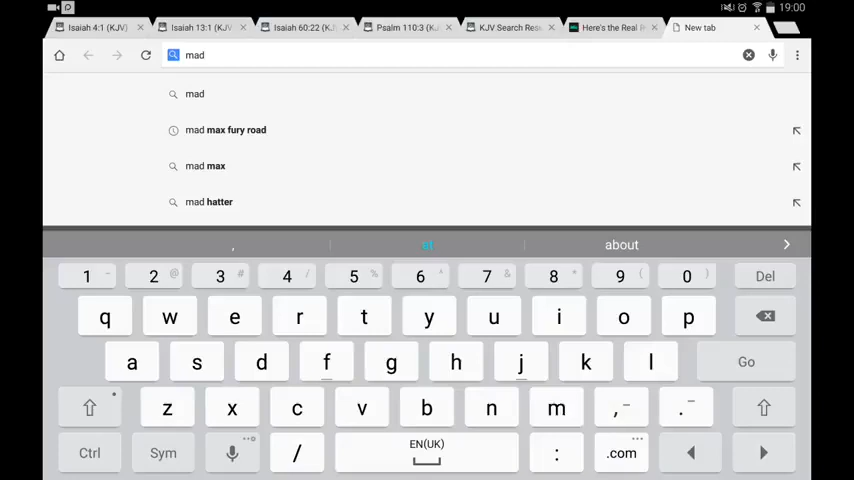 19:00
Isaiah 4:1 (KJV)
Isaiah 13:1 (KJV
Isaiah 60:22 (KJ
Psalm 110:3 (KJ
KJV Search Res
Here's the Real
New tab
mad
mad
mad max fury road
mad max
mad hatter
, at about
1 - 2 @ 3 # 4 / 5 % 6 ^ 7 & 8 * 9 ( 0 ) Del
q w e r t y u i o p
a s d f g h j k l Go
z x c v b n m , .
Ctrl Sym / EN(UK) : .com